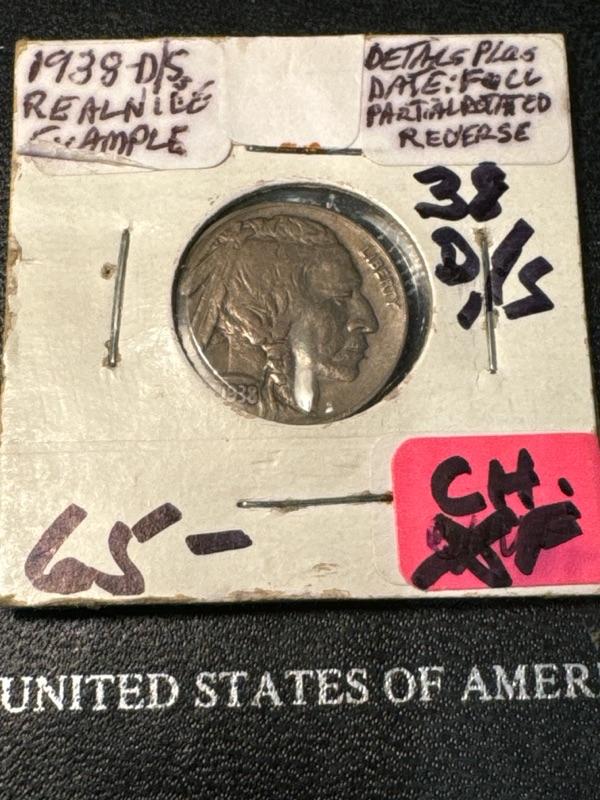 1938-D/S
REAL NICE
EXAMPLE
DETAILS PLUS
DATE: FULL
PARTIAL ROTATED
REVERSE
38
D/S
LIBERTY
1938
65-
CH.
UNITED STATES OF AMERI